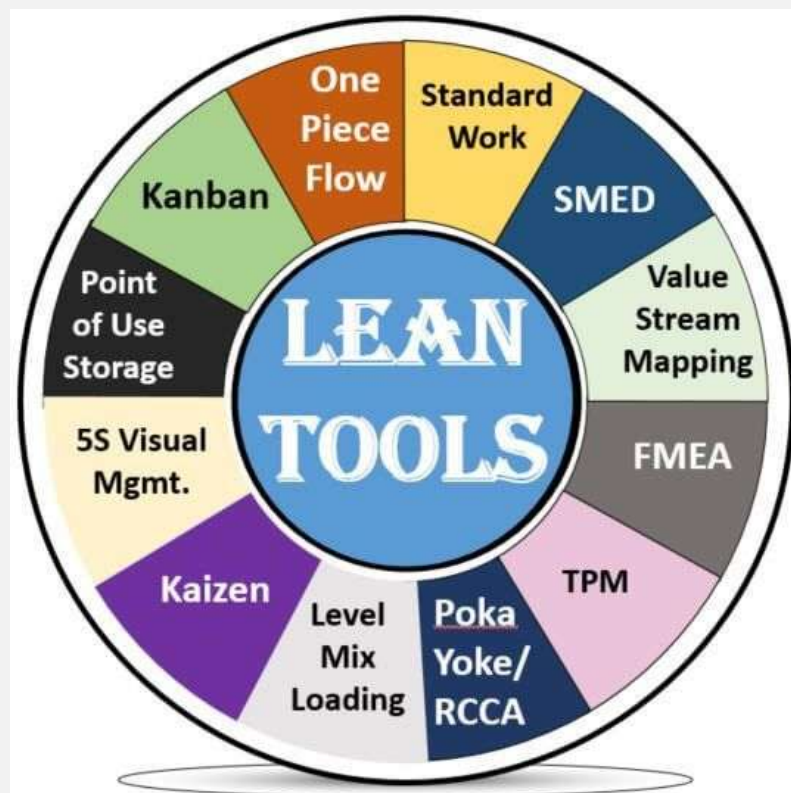 LEAN
TOOLS
One
Piece
Flow
Standard
Work
SMED
Value
Stream
Mapping
FMEA
TPM
Poka
Yoke/
RCCA
Level
Mix
Loading
Kaizen
5S Visual
Mgmt.
Point
of Use
Storage
Kanban